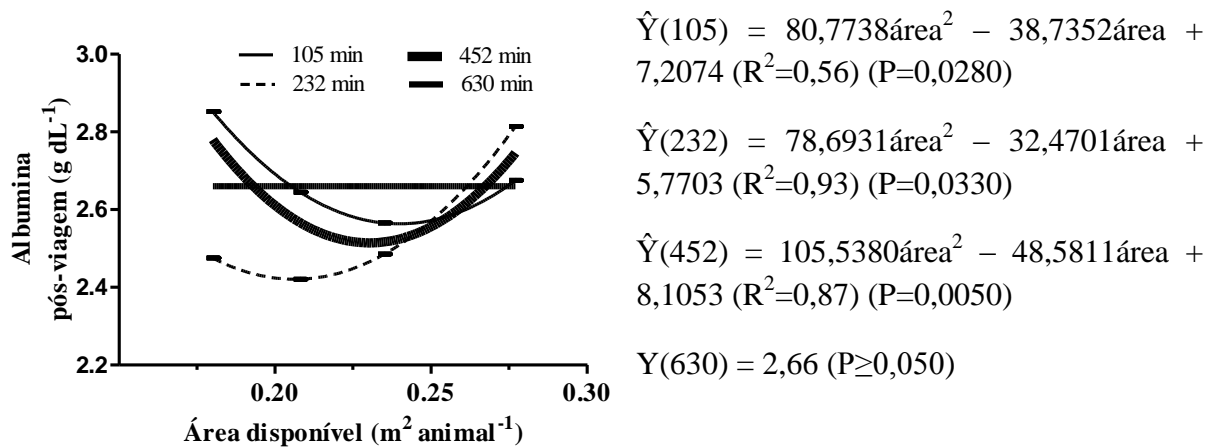 3.0
2.8
2.6
2.4
2.2
Albumina
pós-viagem (g dL⁻¹)
105 min
452 min
232 min
630 min
0.20
0.25
0.30
Área disponível (m² animal⁻¹)
Ŷ(105) = 80,7738área² – 38,7352área +
7,2074 (R²=0,56) (P=0,0280)
Ŷ(232) = 78,6931área² – 32,4701área +
5,7703 (R²=0,93) (P=0,0330)
Ŷ(452) = 105,5380área² – 48,5811área +
8,1053 (R²=0,87) (P=0,0050)
Y(630) = 2,66 (P≥0,050)